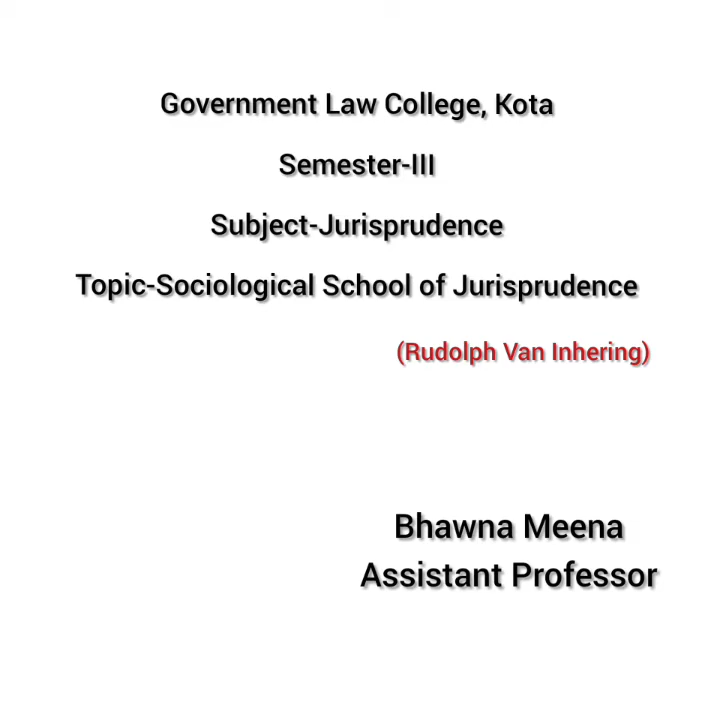 Government Law College, Kota
Semester-III
Subject-Jurisprudence
Topic-Sociological School of Jurisprudence
(Rudolph Van Inhering)
Bhawna Meena
Assistant Professor